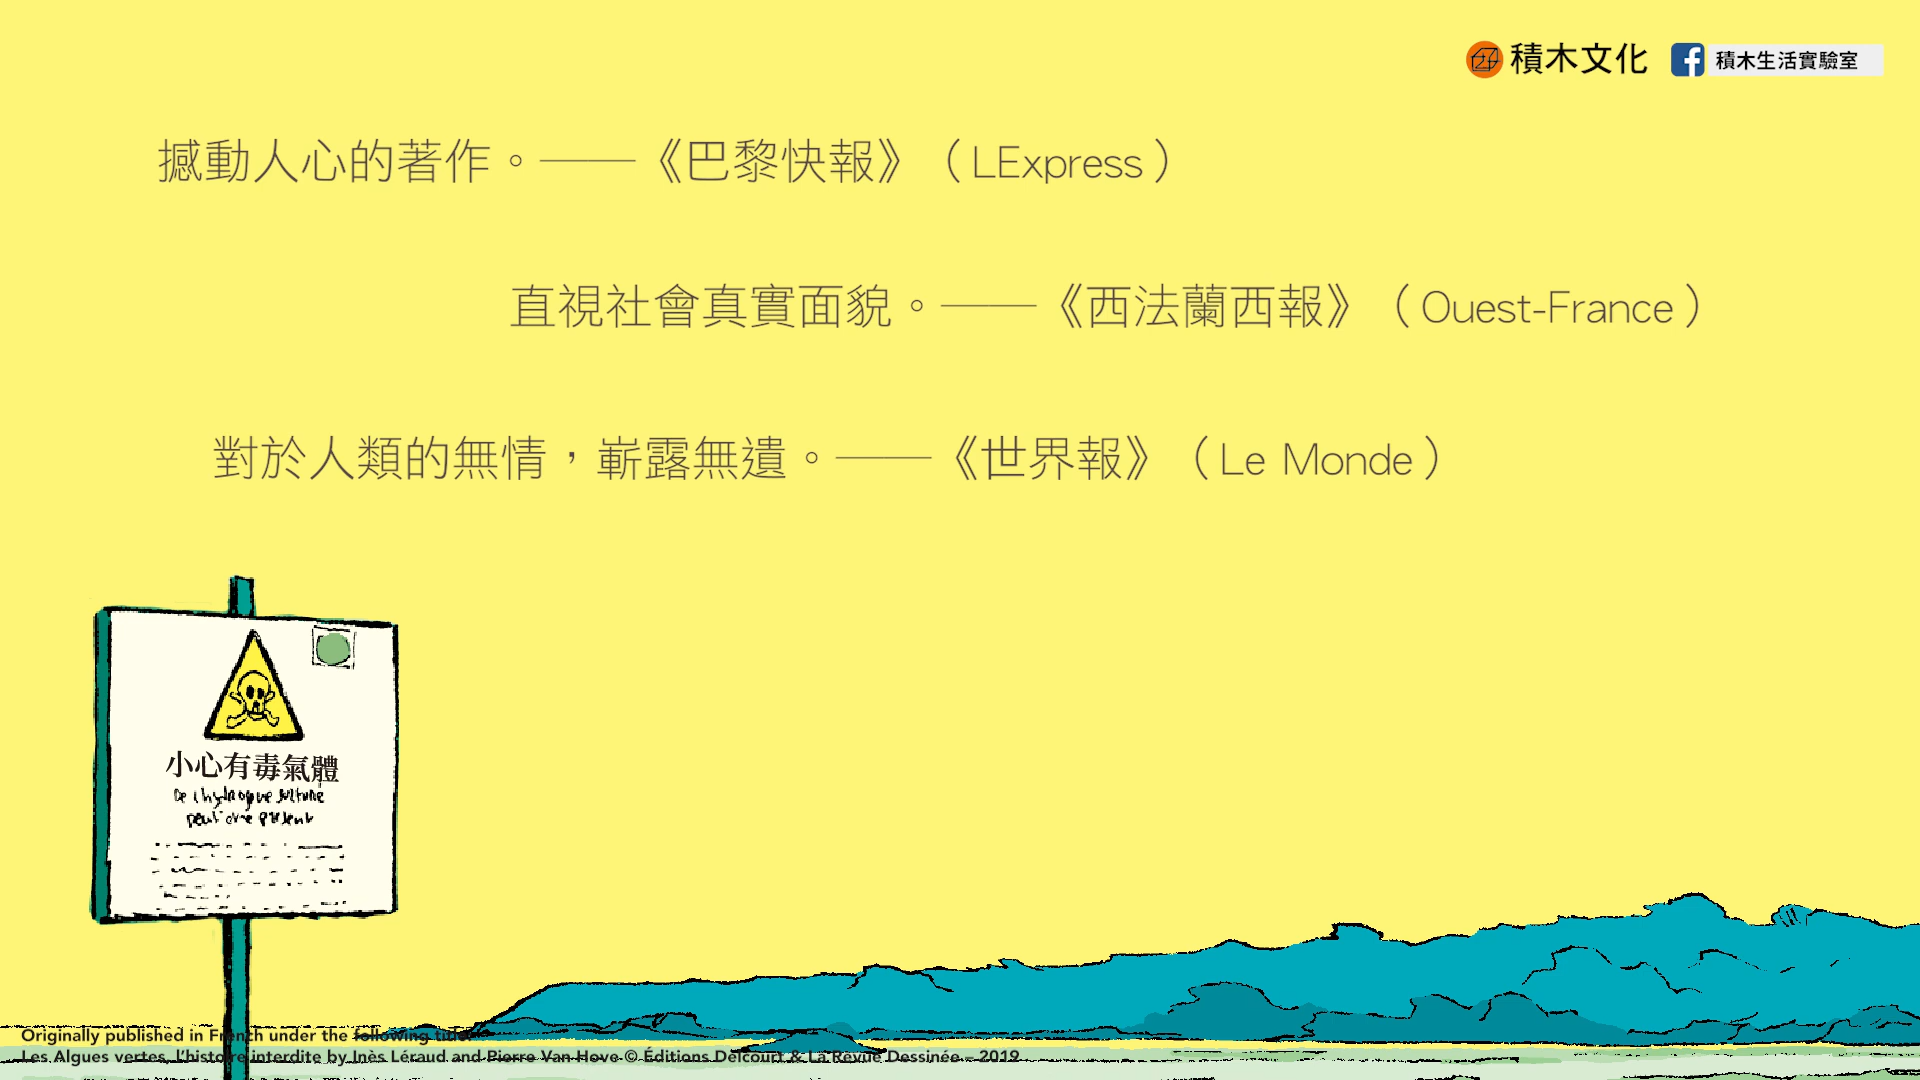 積木文化
積木生活實驗室
撼動人心的著作。——《巴黎快報》（LExpress）
直視社會真實面貌。——《西法蘭西報》（Ouest-France）
對於人類的無情，嶄露無遺。——《世界報》（Le Monde）
小心有毒氣體
Originally published in French under the following title:
Les Algues vertes, L'histoire interdite by Inès Léraud and Pierre Van Hove © Éditions Delcourt & La Revue Dessinée – 2019